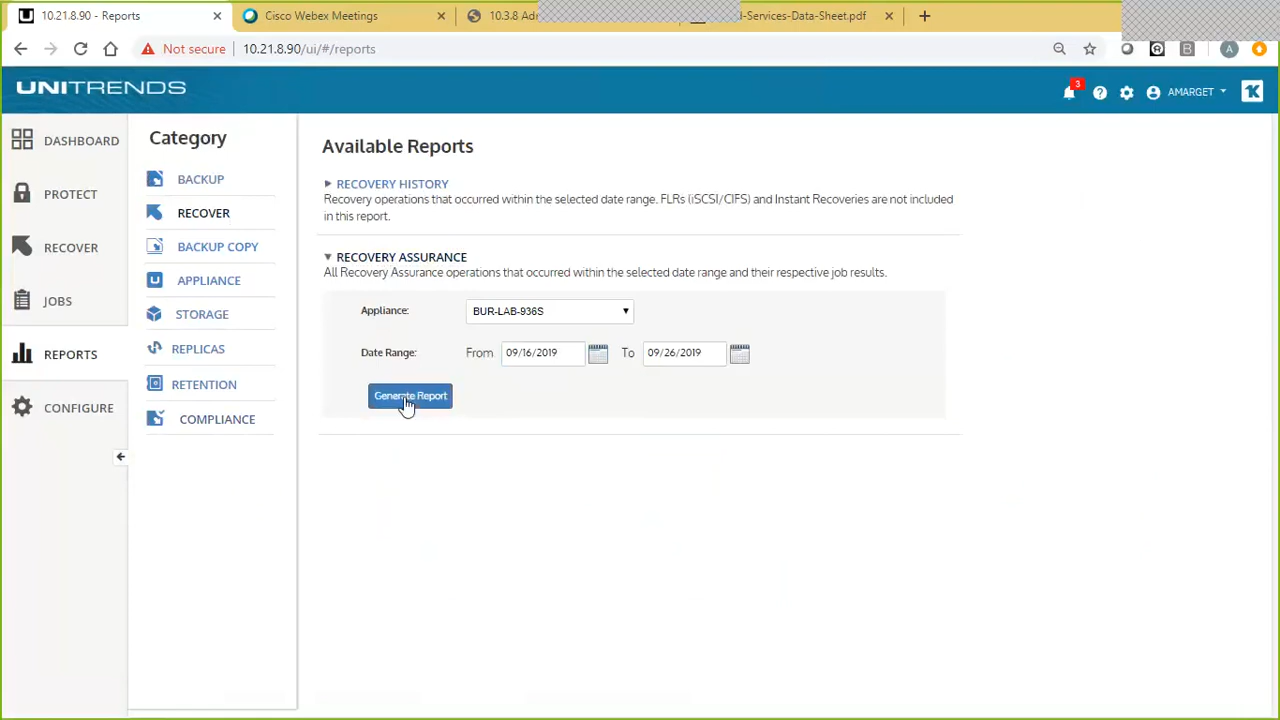 10.21.8.90 - Reports
Cisco Webex Meetings
10.3.8
d-Services-Data-Sheet.pdf
Not secure 10.21.8.90/ui/#/reports
A
UNITRENDS
3
AMARGET
DASHBOARD
PROTECT
RECOVER
JOBS
REPORTS
CONFIGURE
Category
BACKUP
RECOVER
BACKUP COPY
APPLIANCE
STORAGE
REPLICAS
RETENTION
COMPLIANCE
Available Reports
RECOVERY HISTORY
Recovery operations that occurred within the selected date range. FLRs (iSCSI/CIFS) and Instant Recoveries are not included
in this report.
RECOVERY ASSURANCE
All Recovery Assurance operations that occurred within the selected date range and their respective job results.
Appliance: BUR-LAB-936S
Date Range: From 09/16/2019 To 09/26/2019
Generate Report